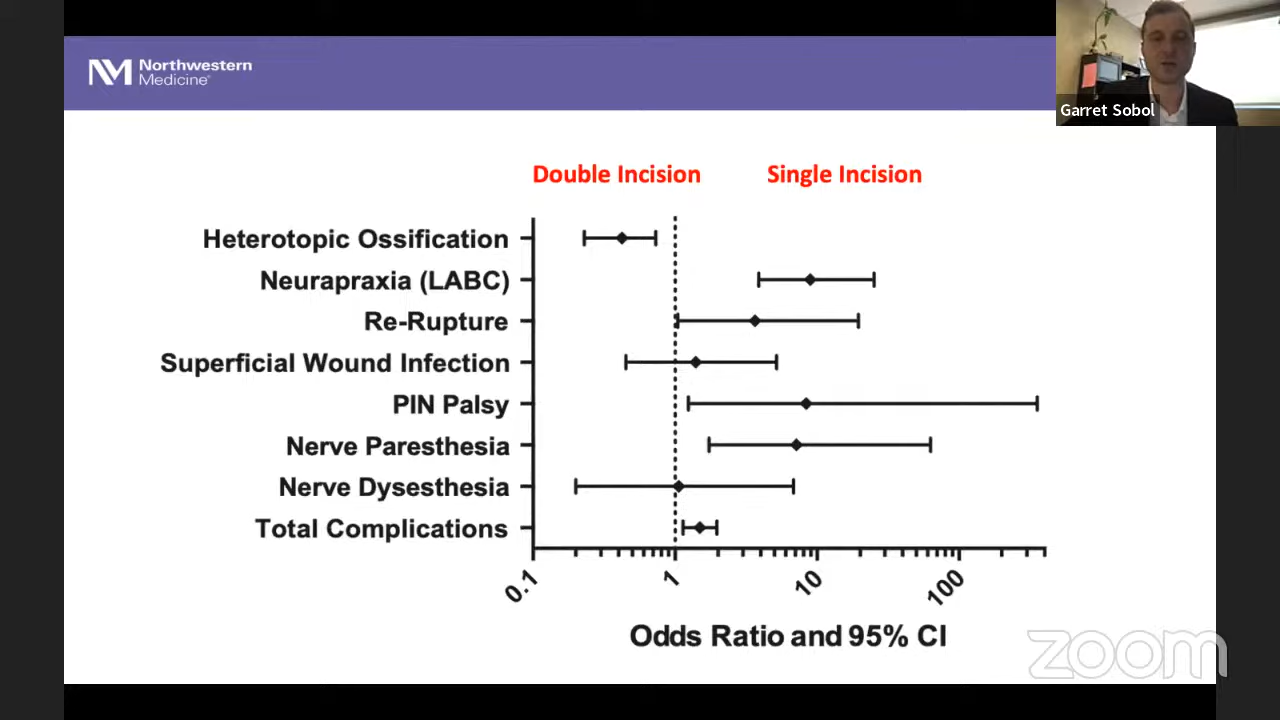 Northwestern
Medicine
Garret Sobol
Double Incision
Single Incision
Heterotopic Ossification
Neurapraxia (LABC)
Re-Rupture
Superficial Wound Infection
PIN Palsy
Nerve Paresthesia
Nerve Dysesthesia
Total Complications
0.1
1
10
100
Odds Ratio and 95% CI
zoom